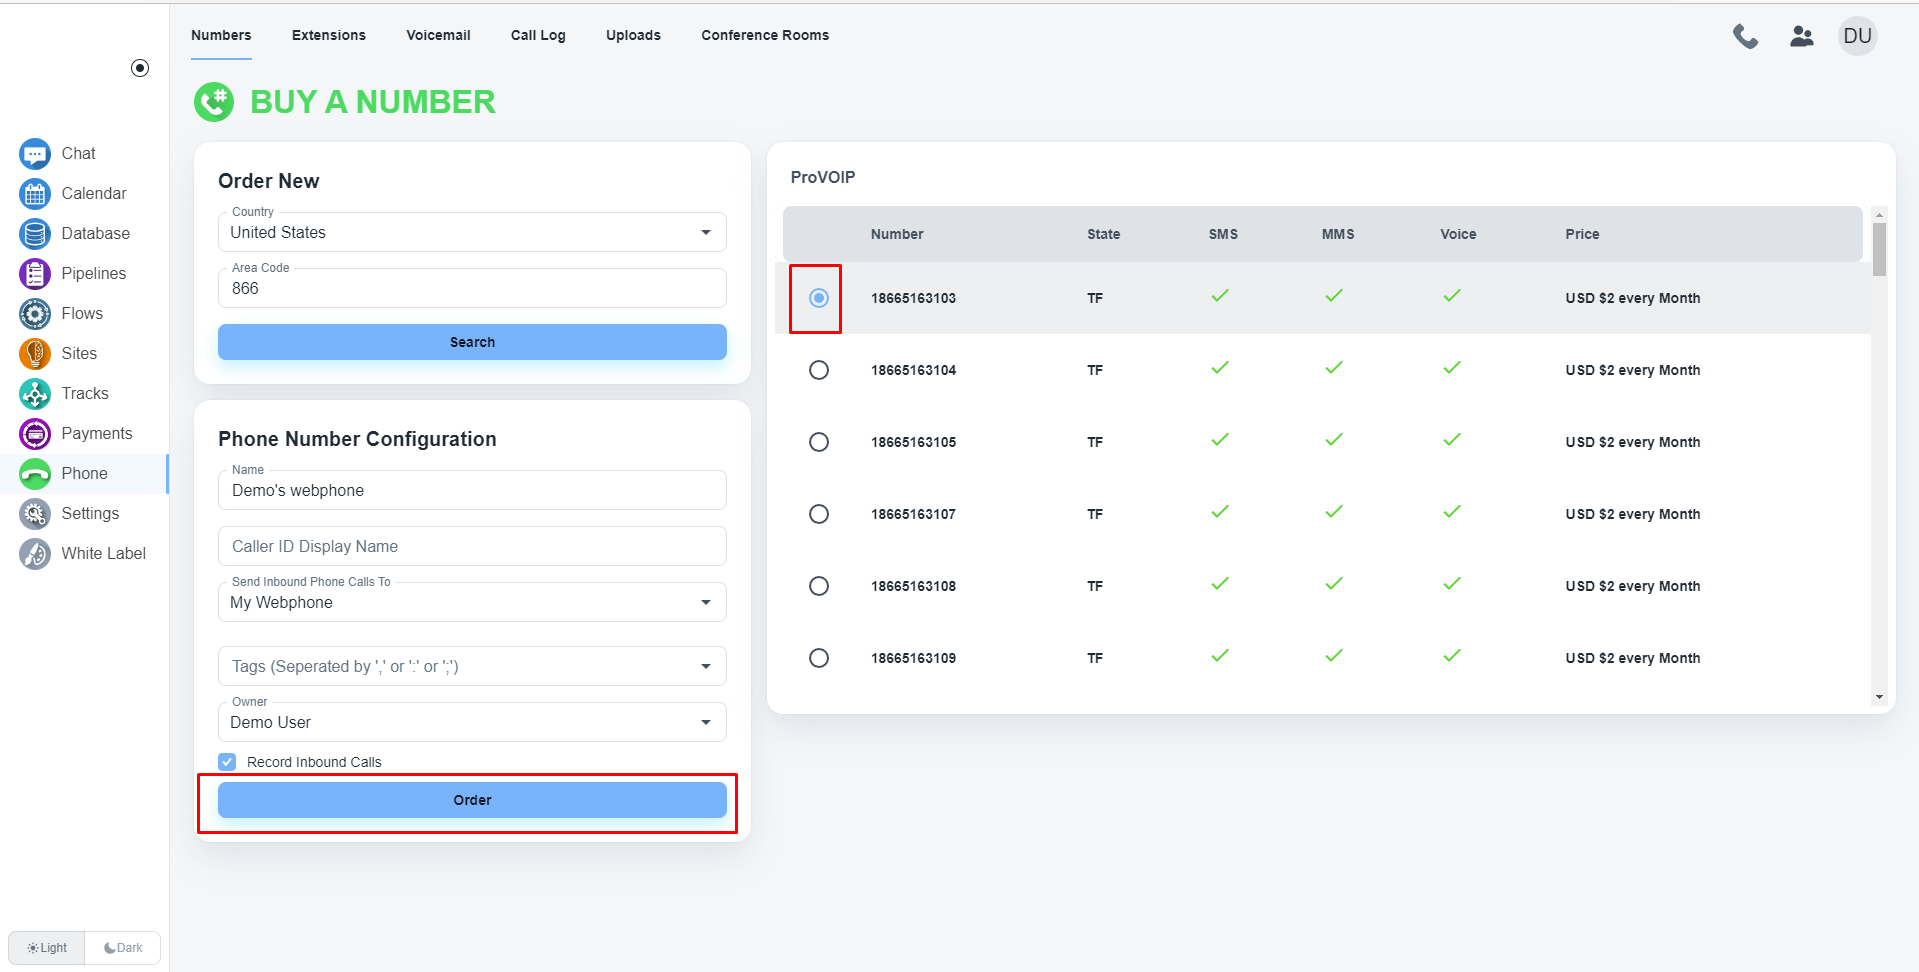 Numbers Extensions Voicemail Call Log Uploads Conference Rooms
DU
BUY A NUMBER
Chat
Calendar
Database
Pipelines
Flows
Sites
Tracks
Payments
Phone
Settings
White Label
Light Dark
Order New
Country
United States
Area Code
866
Search
Phone Number Configuration
Name
Demo's webphone
Caller ID Display Name
Send Inbound Phone Calls To
My Webphone
Tags (Seperated by ',' or ':' or ';')
Owner
Demo User
Record Inbound Calls
Order
ProVOIP
Number State SMS MMS Voice Price
18665163103 TF USD $2 every Month
18665163104 TF USD $2 every Month
18665163105 TF USD $2 every Month
18665163107 TF USD $2 every Month
18665163108 TF USD $2 every Month
18665163109 TF USD $2 every Month